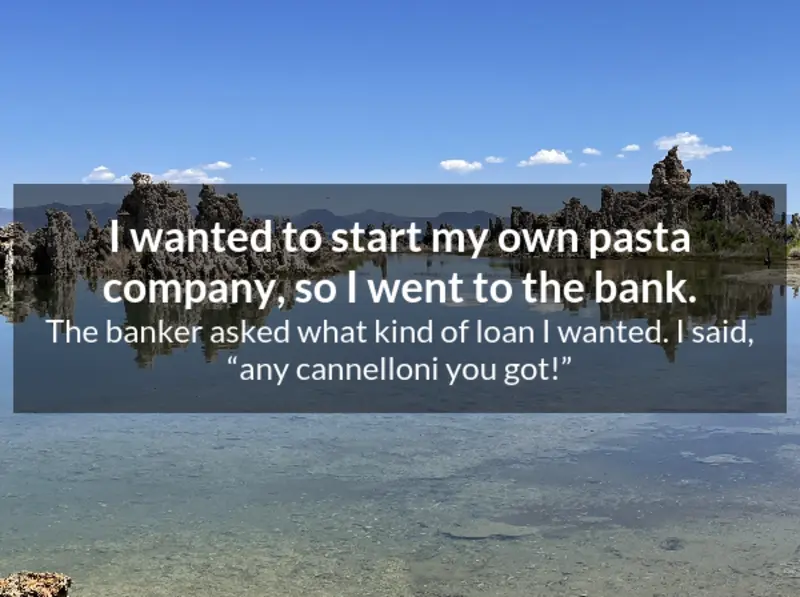 I wanted to start my own pasta
company, so I went to the bank.
The banker asked what kind of loan I wanted. I said,
“any cannelloni you got!”